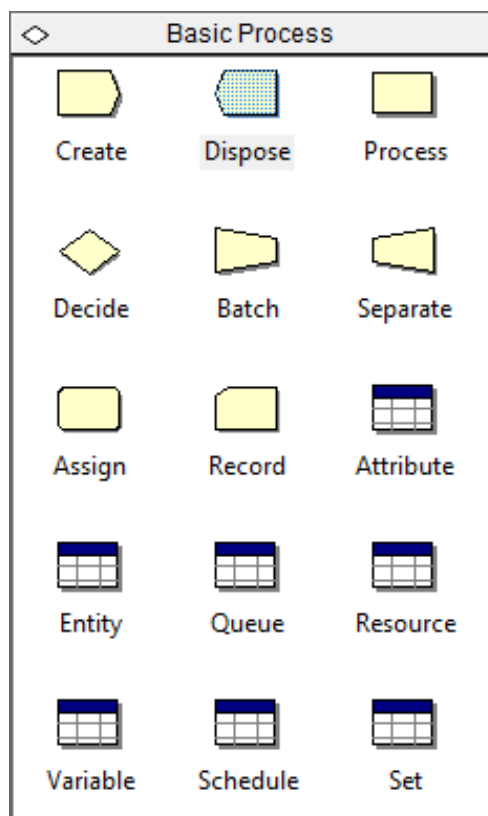 Basic Process
Create Dispose Process
Decide Batch Separate
Assign Record Attribute
Entity Queue Resource
Variable Schedule Set